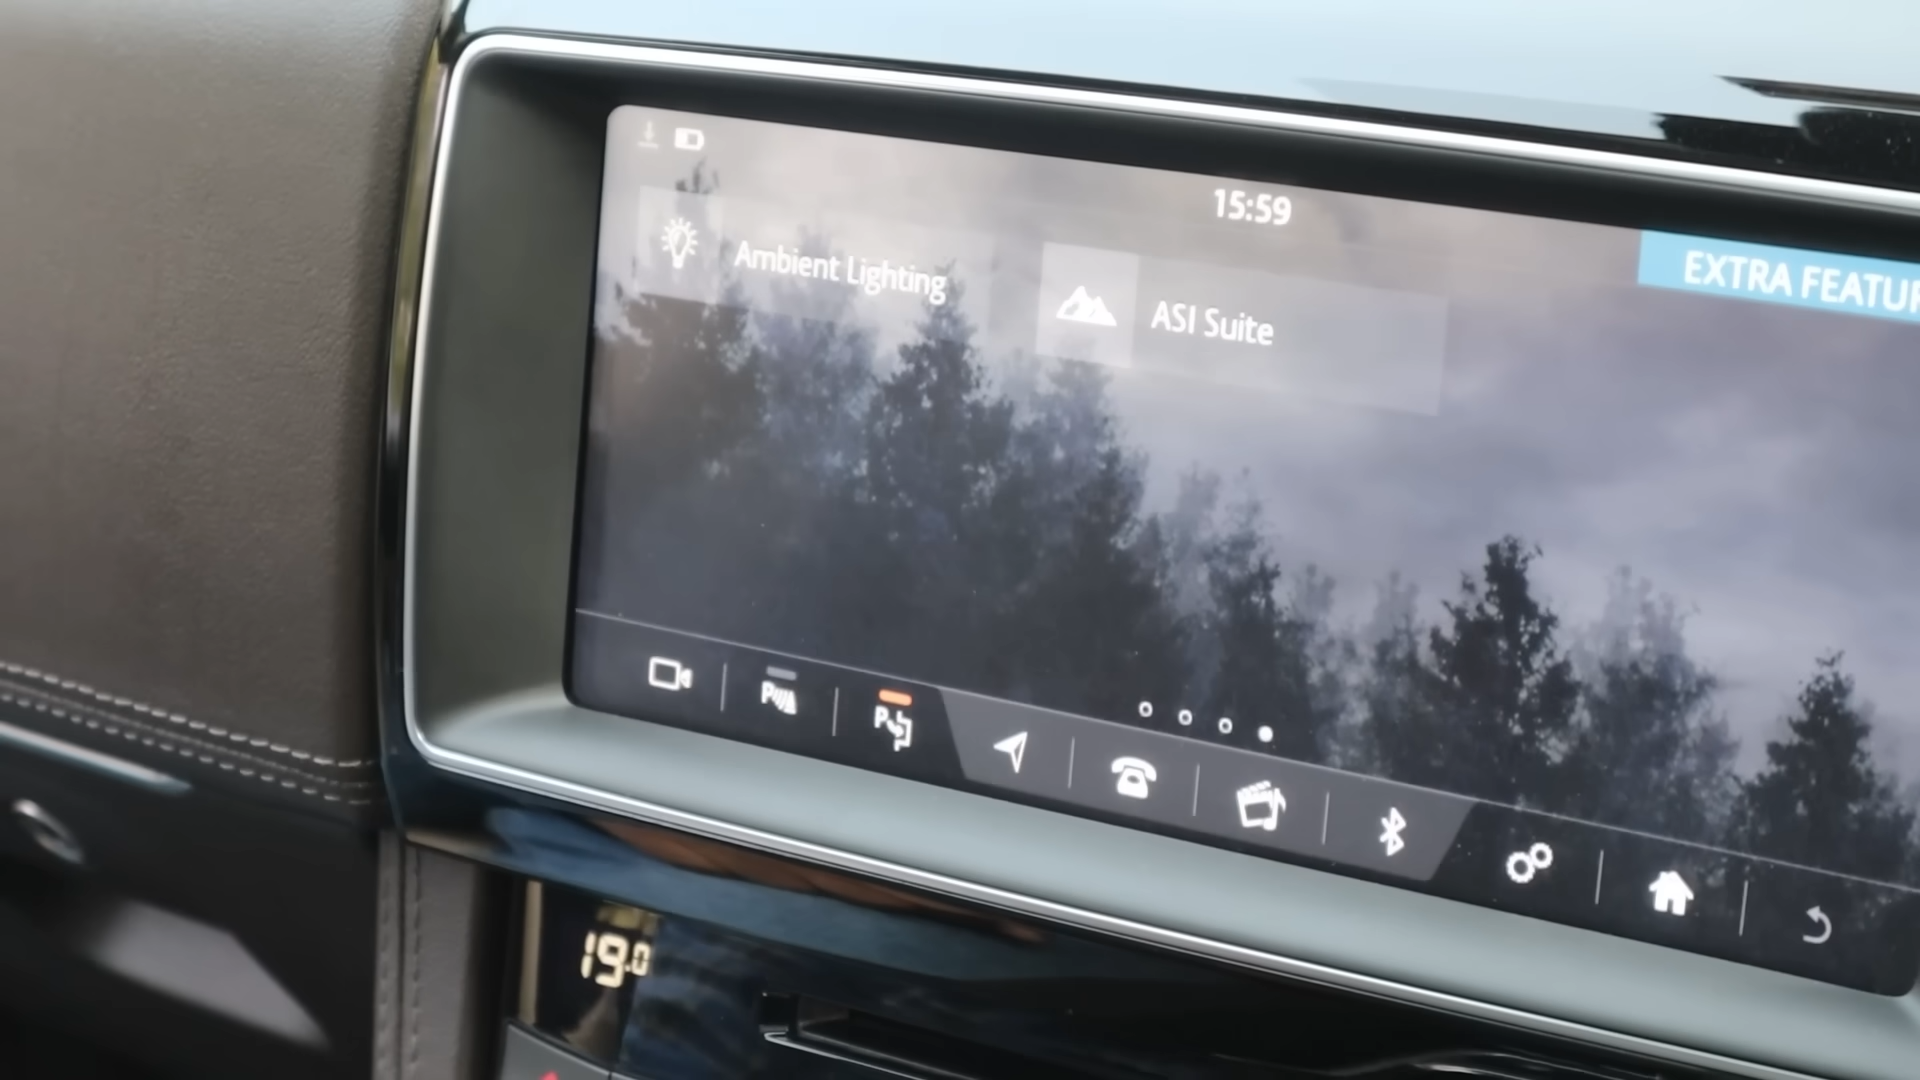 15:59
EXTRA FEATUR
Ambient Lighting
ASI Suite
P
P
19.0